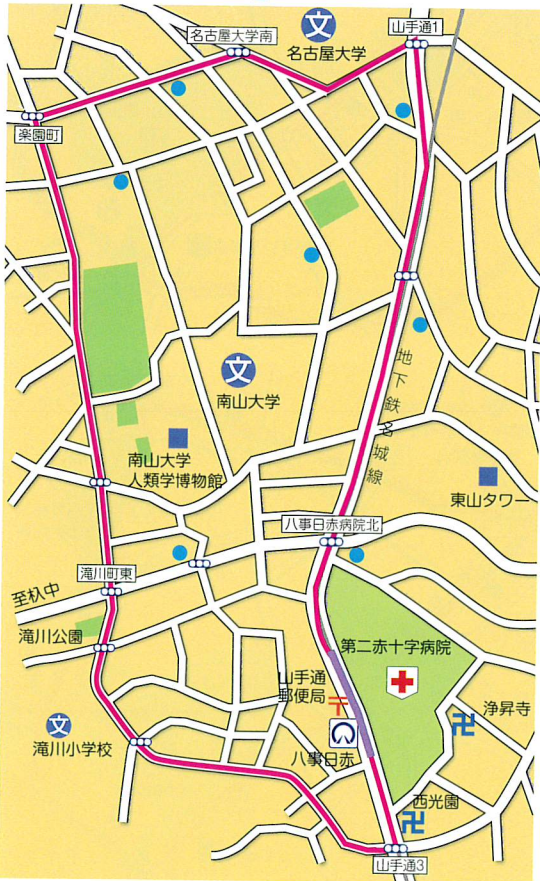 名古屋大学南
文
名古屋大学
山手通1
楽園町
地下鉄名城線
文
南山大学
南山大学
人類学博物館
東山タワー
八事日赤病院北
滝川町東
至杁中
滝川公園
第二赤十字病院
山手通
郵便局
〒
文
滝川小学校
浄昇寺
卍
八事日赤
西光園
卍
山手通3